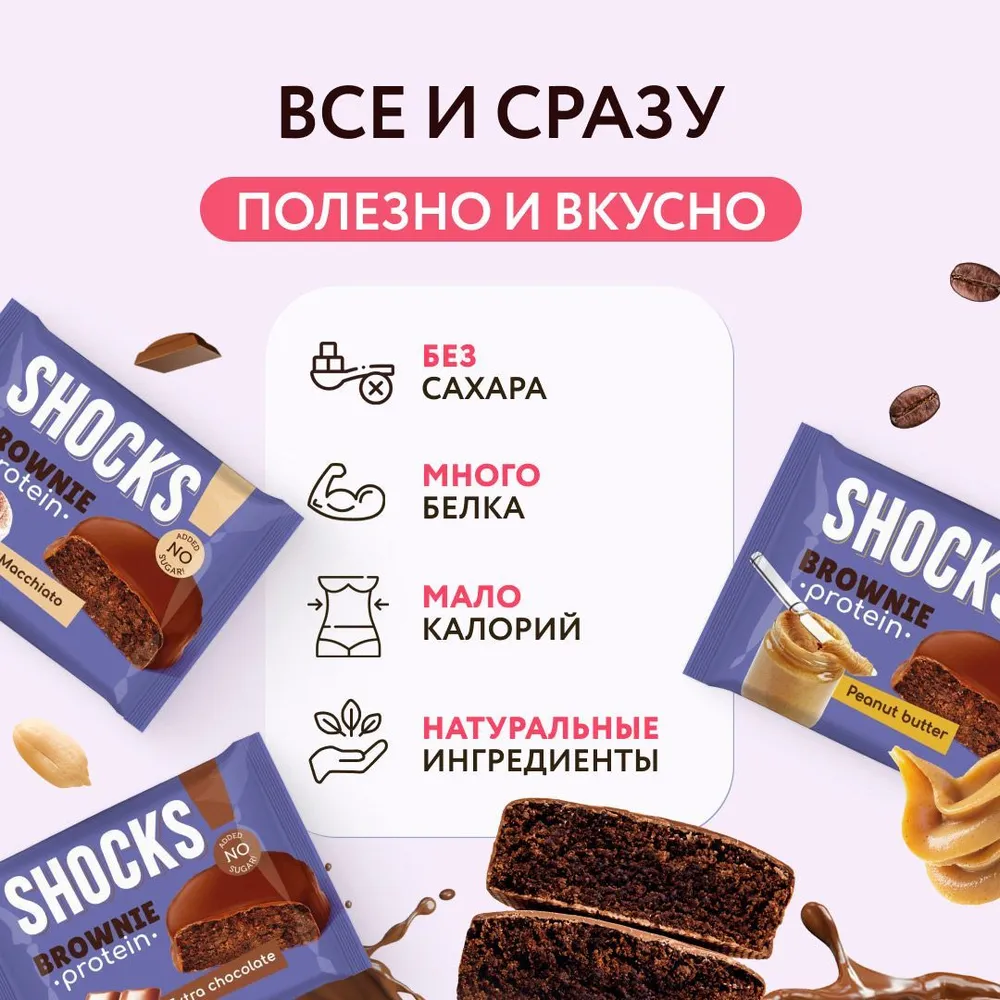 ВСЕ И СРАЗУ
ПОЛЕЗНО И ВКУСНО
БЕЗ
САХАРА
МНОГО
БЕЛКА
МАЛО
КАЛОРИЙ
НАТУРАЛЬНЫЕ
ИНГРЕДИЕНТЫ
SHOCKS
BROWNIE
protein
Macchiato
NO
ADDED
SUGAR!
SHOCKS
BROWNIE
protein
Peanut butter
SHOCKS
BROWNIE
protein
ADDED
NO
SUGAR!
Extra chocolate